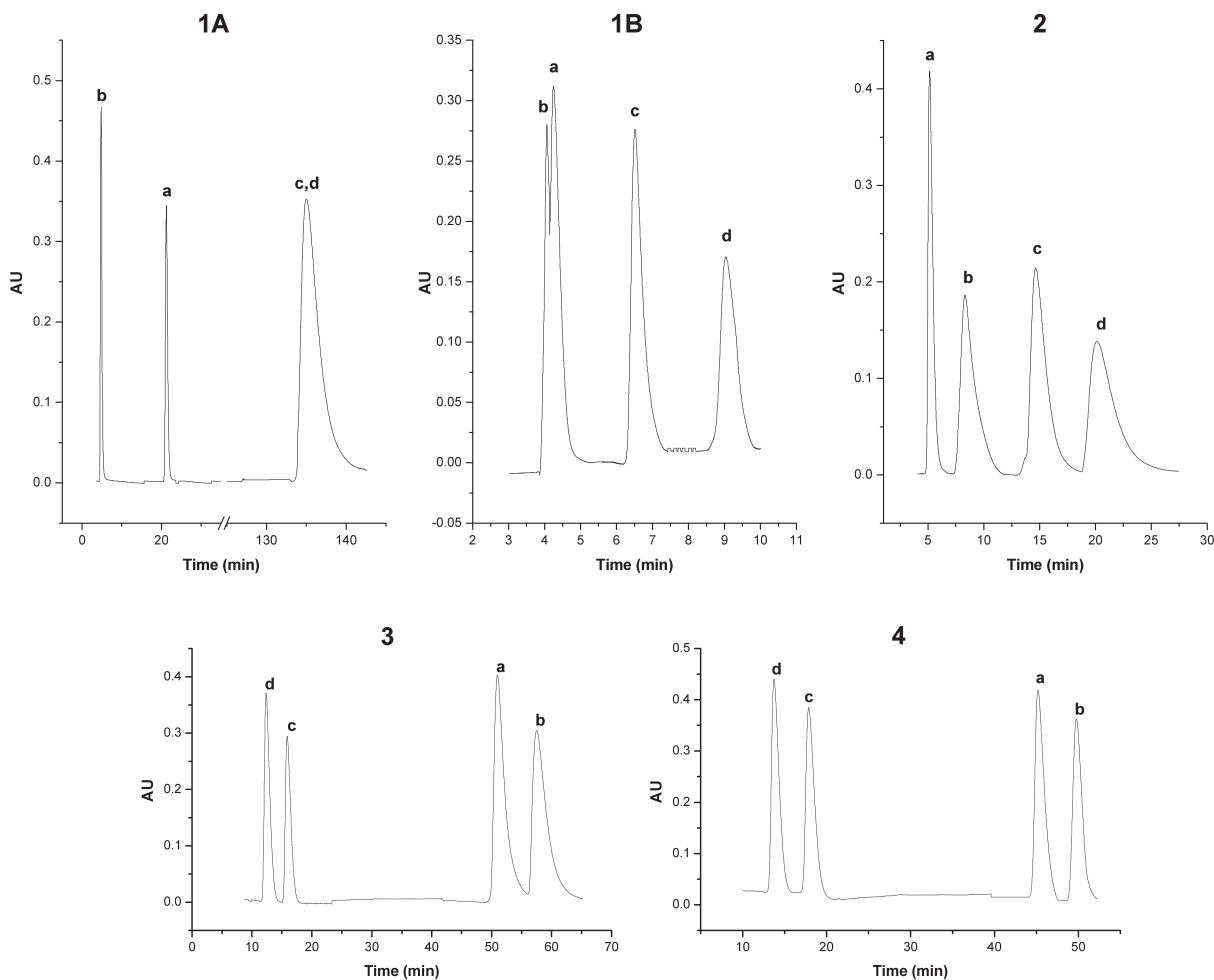 1A
0.5
0.4
0.3
0.2
0.1
0.0
AU
b
a
c,d
0 20 130 140
Time (min)
1B
0.35
0.30
0.25
0.20
0.15
0.10
0.05
0.00
-0.05
AU
b
a
c
d
2 3 4 5 6 7 8 9 10 11
Time (min)
2
0.4
0.3
0.2
0.1
0.0
AU
a
b
c
d
5 10 15 20 25 30
Time (min)
3
0.4
0.3
0.2
0.1
0.0
AU
d
c
a
b
0 10 20 30 40 50 60 70
Time (min)
4
0.5
0.4
0.3
0.2
0.1
0.0
AU
d
c
a
b
10 20 30 40 50
Time (min)